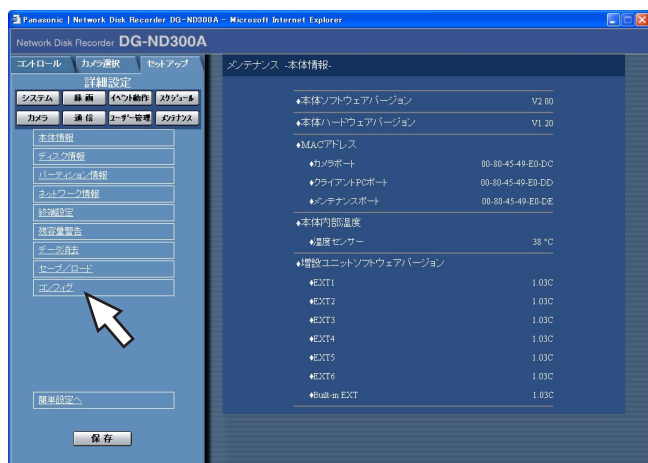 Panasonic | Network Disk Recorder DG-ND300A - Microsoft Internet Explorer
Network Disk Recorder DG-ND300A
コントロール カメラ選択 セットアップ
詳細設定
システム 録画 イベント動作 スケジュール
カメラ 通信 ユーザー管理 メンテナンス
本体情報
ディスク情報
パーティション情報
ネットワーク情報
終端設定
残容量警告
データ消去
セーブ/ロード
コンフィグ
簡単設定へ
保存
メンテナンス -本体情報-
♦本体ソフトウェアバージョン V2.00
♦本体ハードウェアバージョン V1.20
♦MACアドレス
♦カメラポート 00-80-45-49-E0-DC
♦クライアントPCポート 00-80-45-49-E0-DD
♦メンテナンスポート 00-80-45-49-E0-DE
♦本体内部温度
♦温度センサー 38 °C
♦増設ユニットソフトウェアバージョン
♦EXT1 1.03C
♦EXT2 1.03C
♦EXT3 1.03C
♦EXT4 1.03C
♦EXT5 1.03C
♦EXT6 1.03C
♦Built-in EXT 1.03C